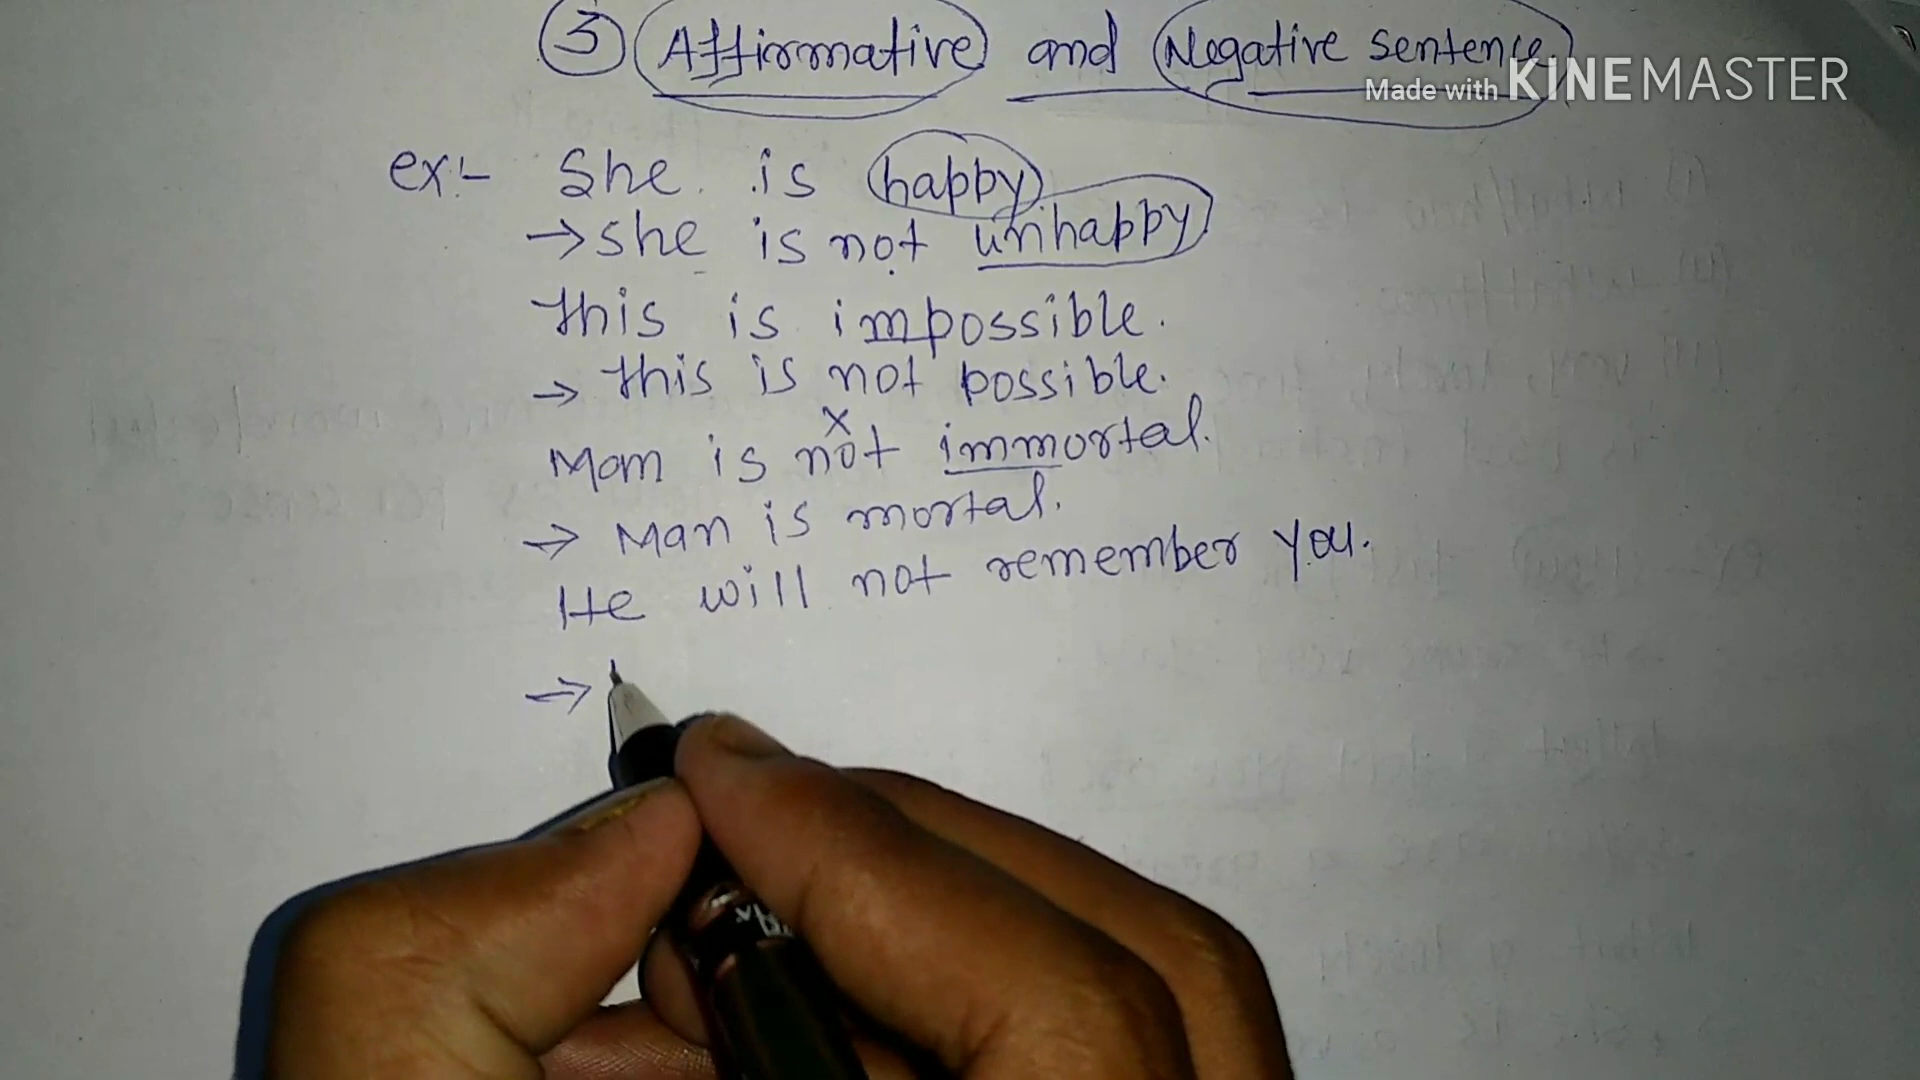 3 Affirmative and Negative sentence.
Made with KINEMASTER
ex:- She is happy
→ she is not unhappy
This is impossible.
→ This is not possible.
x
Man is not immortal.
→ Man is mortal.
He will not remember you.
→